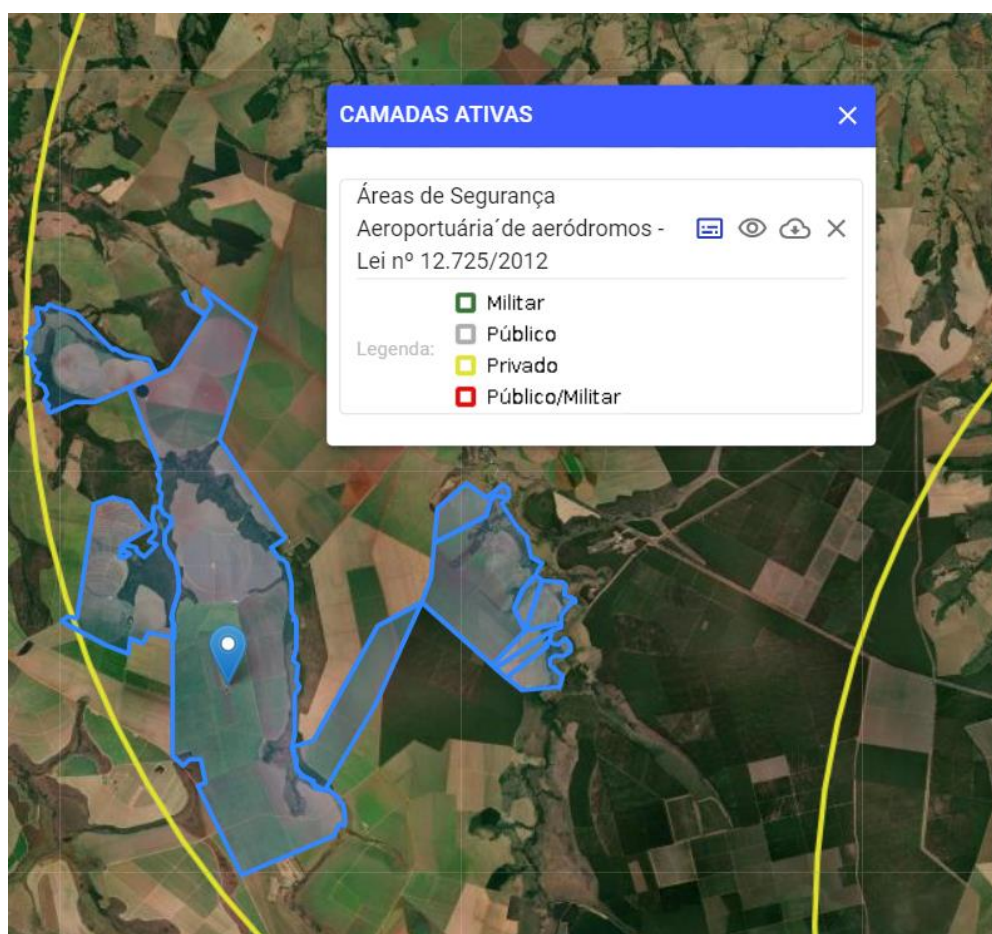 CAMADAS ATIVAS
Áreas de Segurança
Aeroportuária´de aeródromos -
Lei nº 12.725/2012
Legenda:
Militar
Público
Privado
Público/Militar